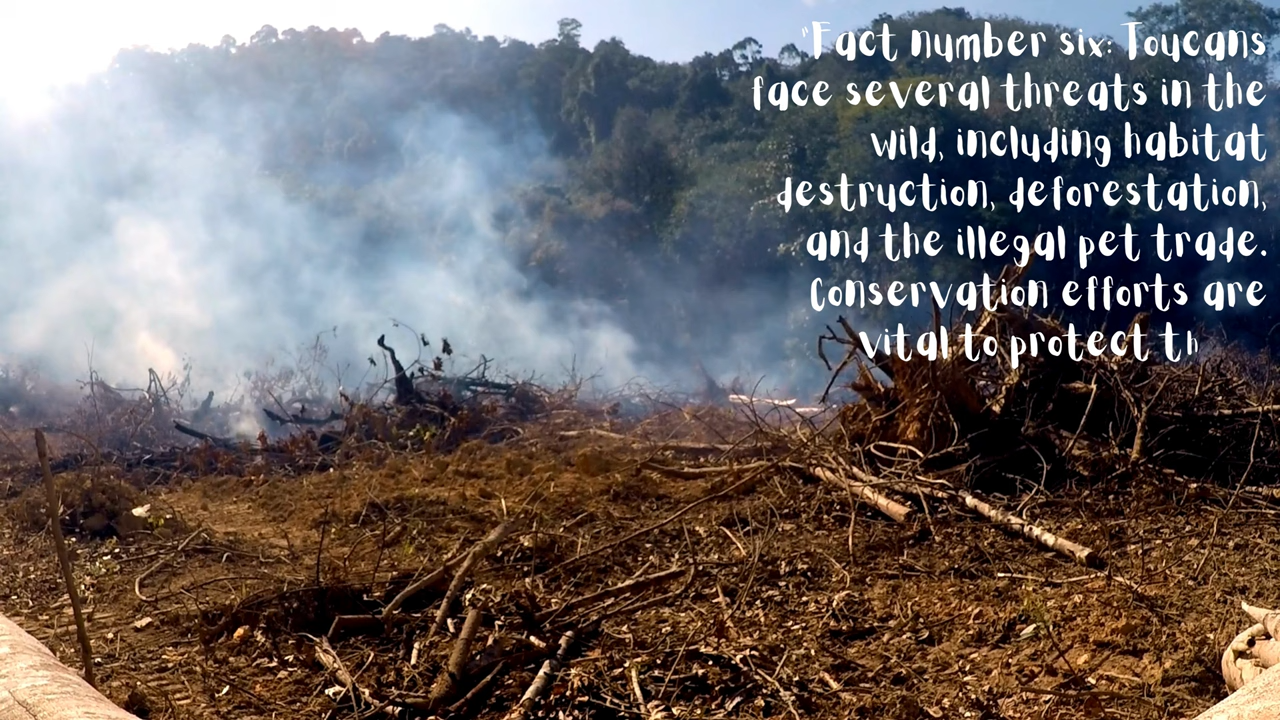 "Fact number six: Toucans
face several threats in the
wild, including habitat
destruction, deforestation,
and the illegal pet trade.
Conservation efforts are
vital to protect th